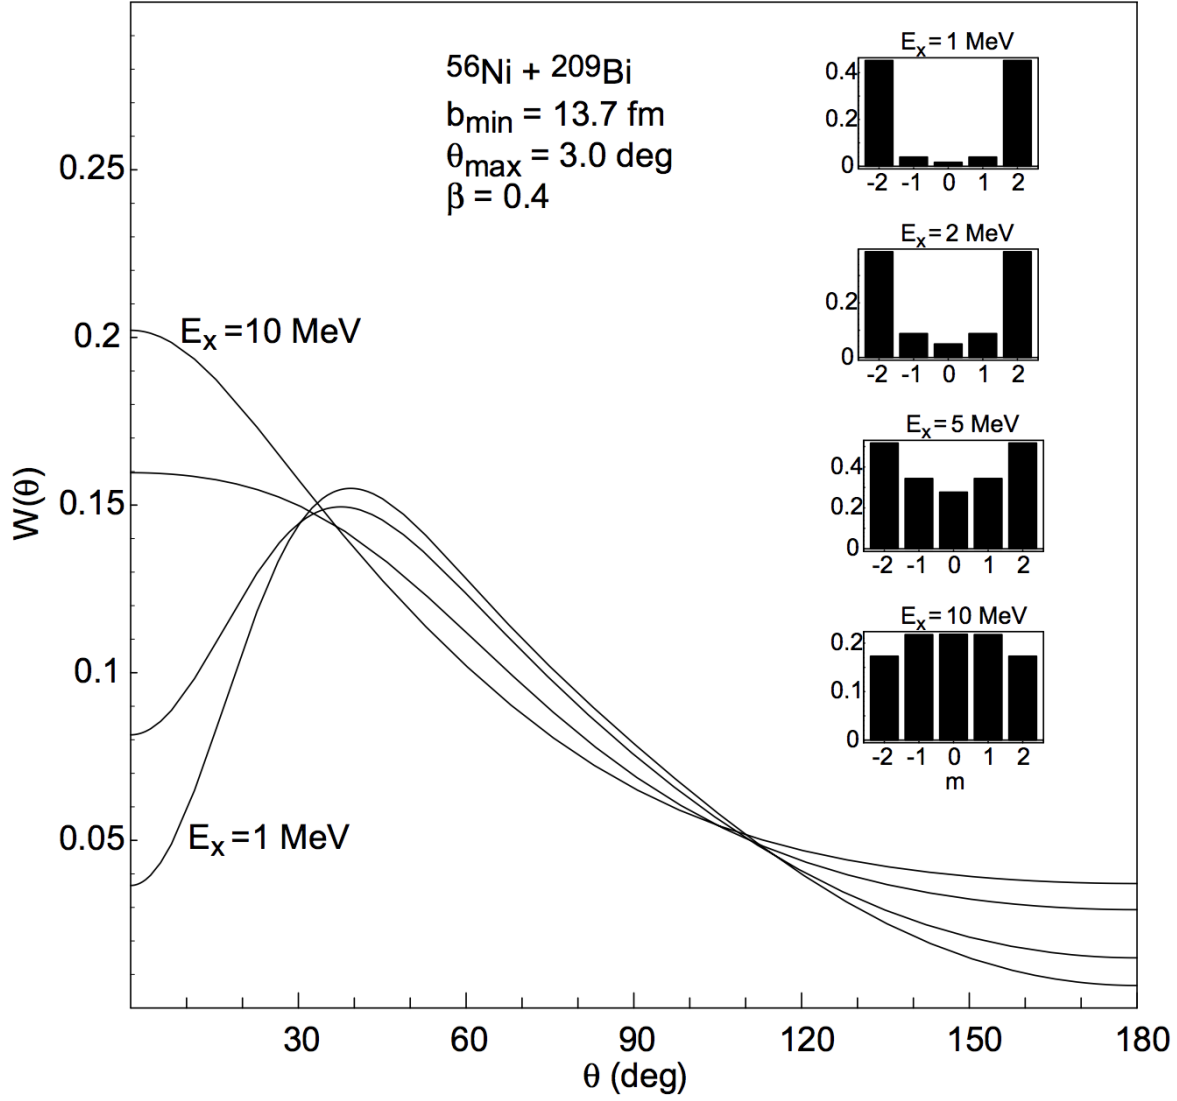 ⁵⁶Ni + ²⁰⁹Bi
b_min = 13.7 fm
θ_max = 3.0 deg
β = 0.4
E_x = 10 MeV
E_x = 1 MeV
W(θ)
0.25
0.2
0.15
0.1
0.05
30 60 90 120 150 180
θ (deg)
E_x = 1 MeV
0.4
0.2
0
-2 -1 0 1 2
E_x = 2 MeV
0.2
0
-2 -1 0 1 2
E_x = 5 MeV
0.4
0.2
0
-2 -1 0 1 2
E_x = 10 MeV
0.2
0.1
0
-2 -1 0 1 2
m